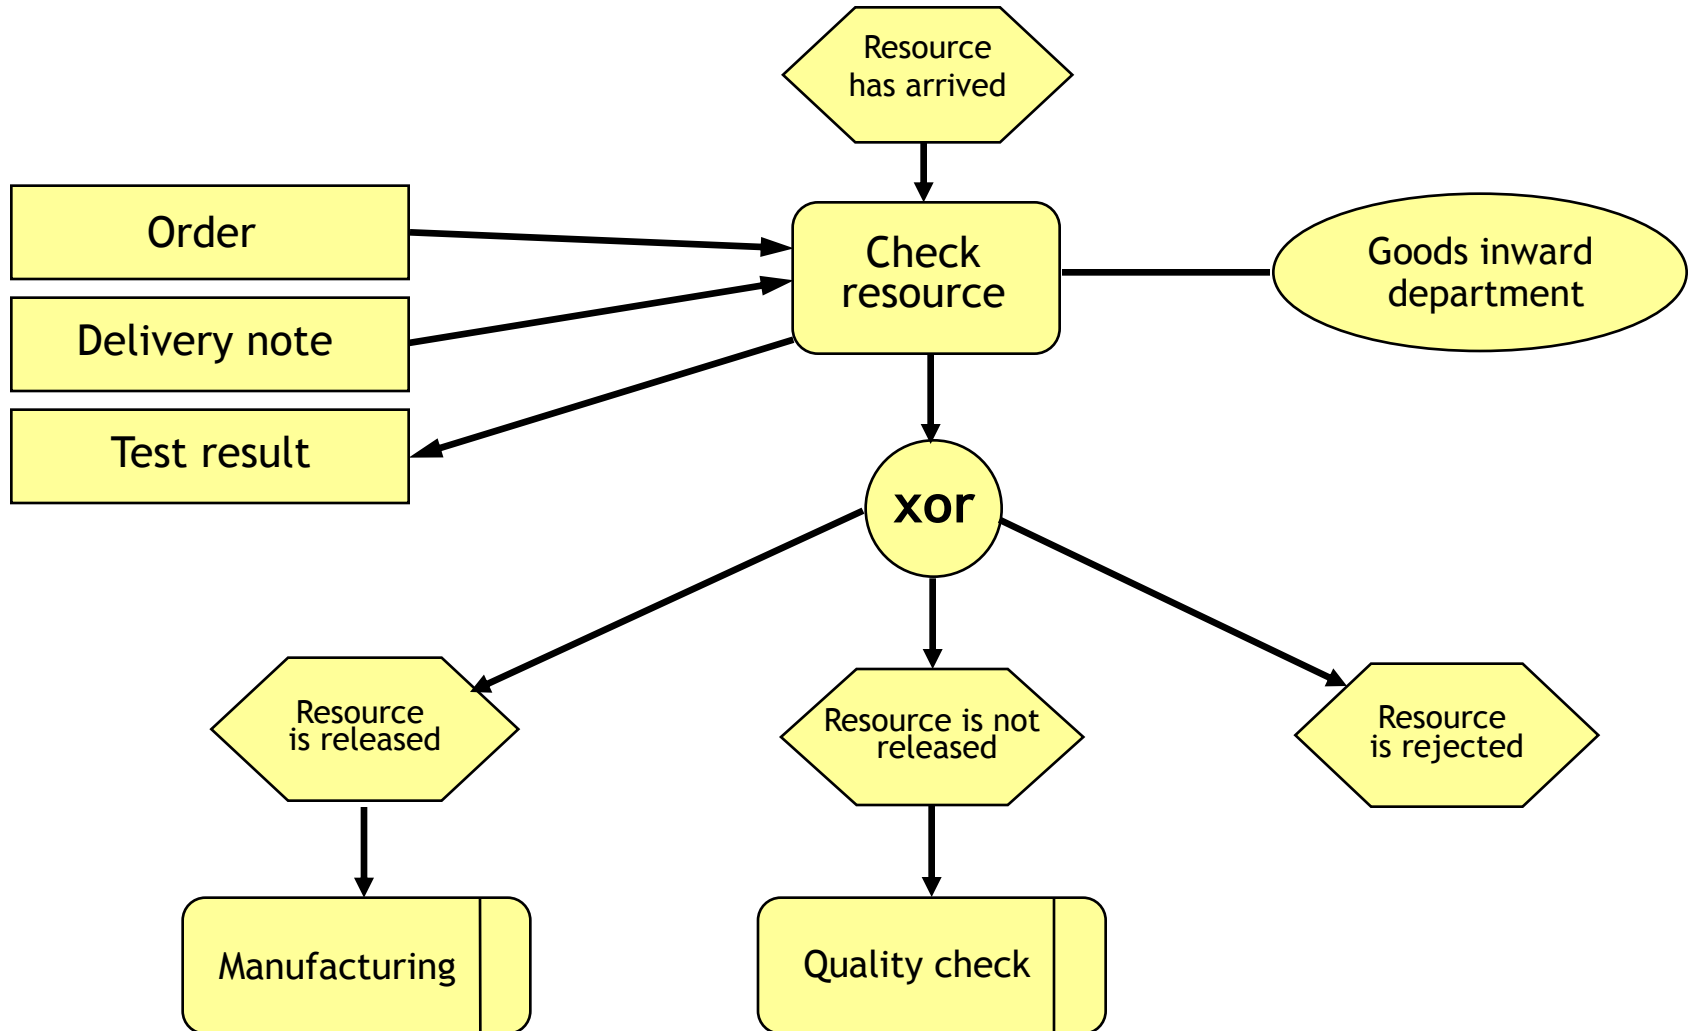 Resource
has arrived
Order
Check
resource
Goods inward
department
Delivery note
Test result
xor
Resource
is released
Resource is not
released
Resource
is rejected
Manufacturing
Quality check